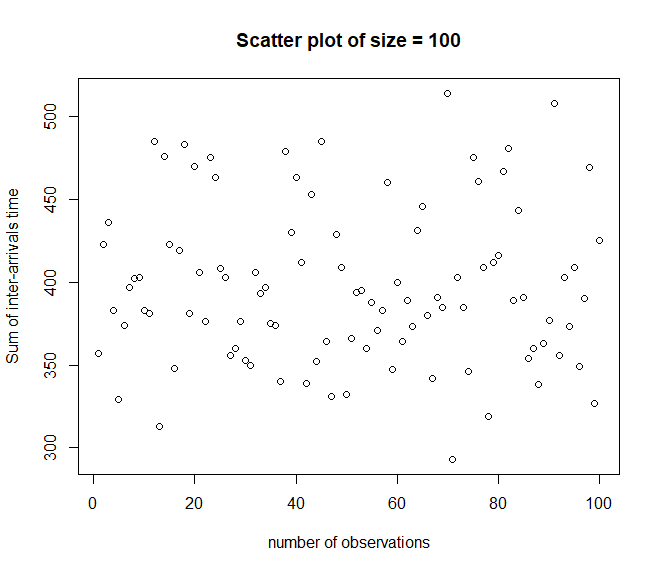 Scatter plot of size = 100
Sum of inter-arrivals time
500
450
400
350
300
0 20 40 60 80 100
number of observations